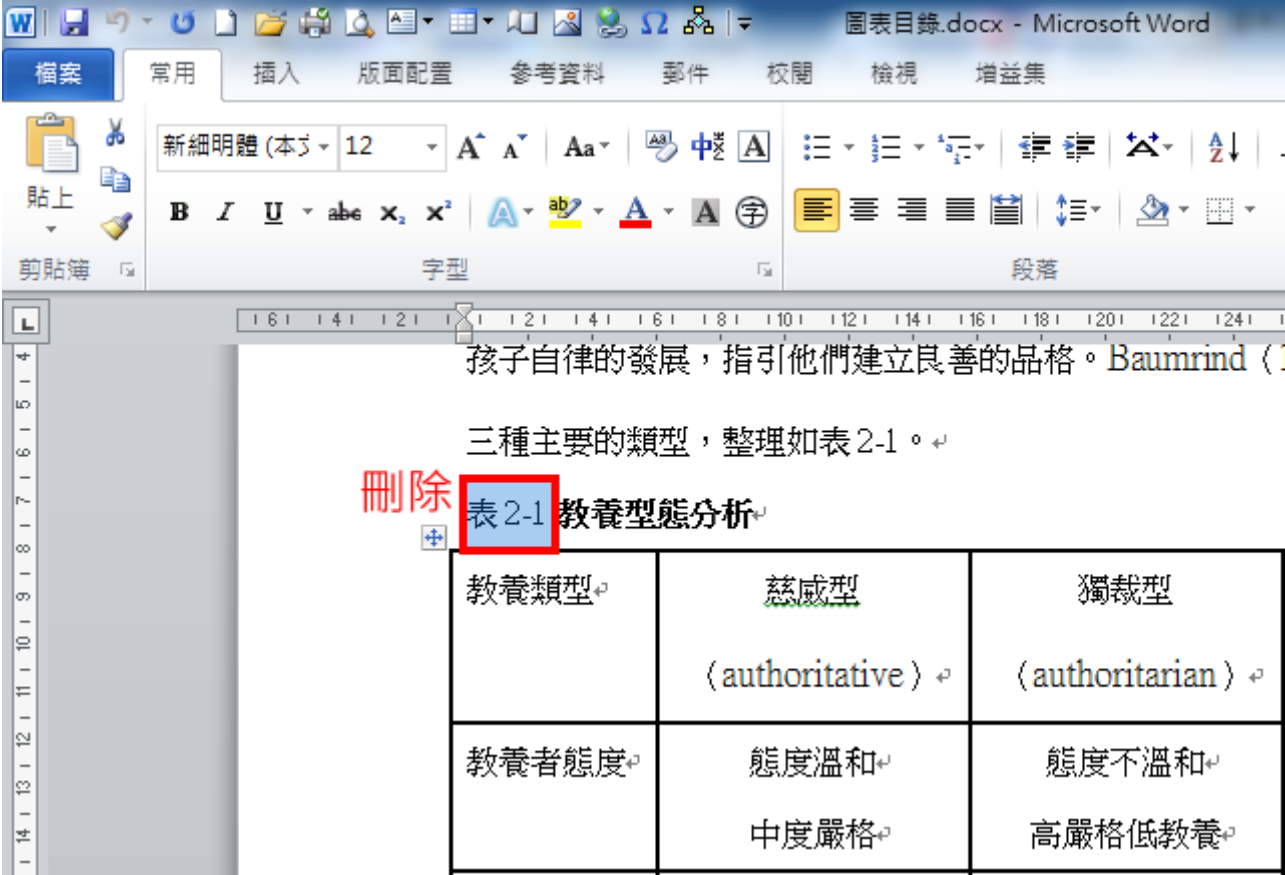 圖表目錄.docx - Microsoft Word
檔案 常用 插入 版面配置 參考資料 郵件 校閱 檢視 增益集
新細明體 (本文 12
貼上
剪貼簿 字型 段落
孩子自律的發展，指引他們建立良善的品格。Baumrind（
三種主要的類型，整理如表2-1。
刪除 表2-1 教養型態分析
教養類型 慈威型 獨裁型
（authoritative） （authoritarian）
教養者態度 態度溫和 態度不溫和
中度嚴格 高嚴格低教養